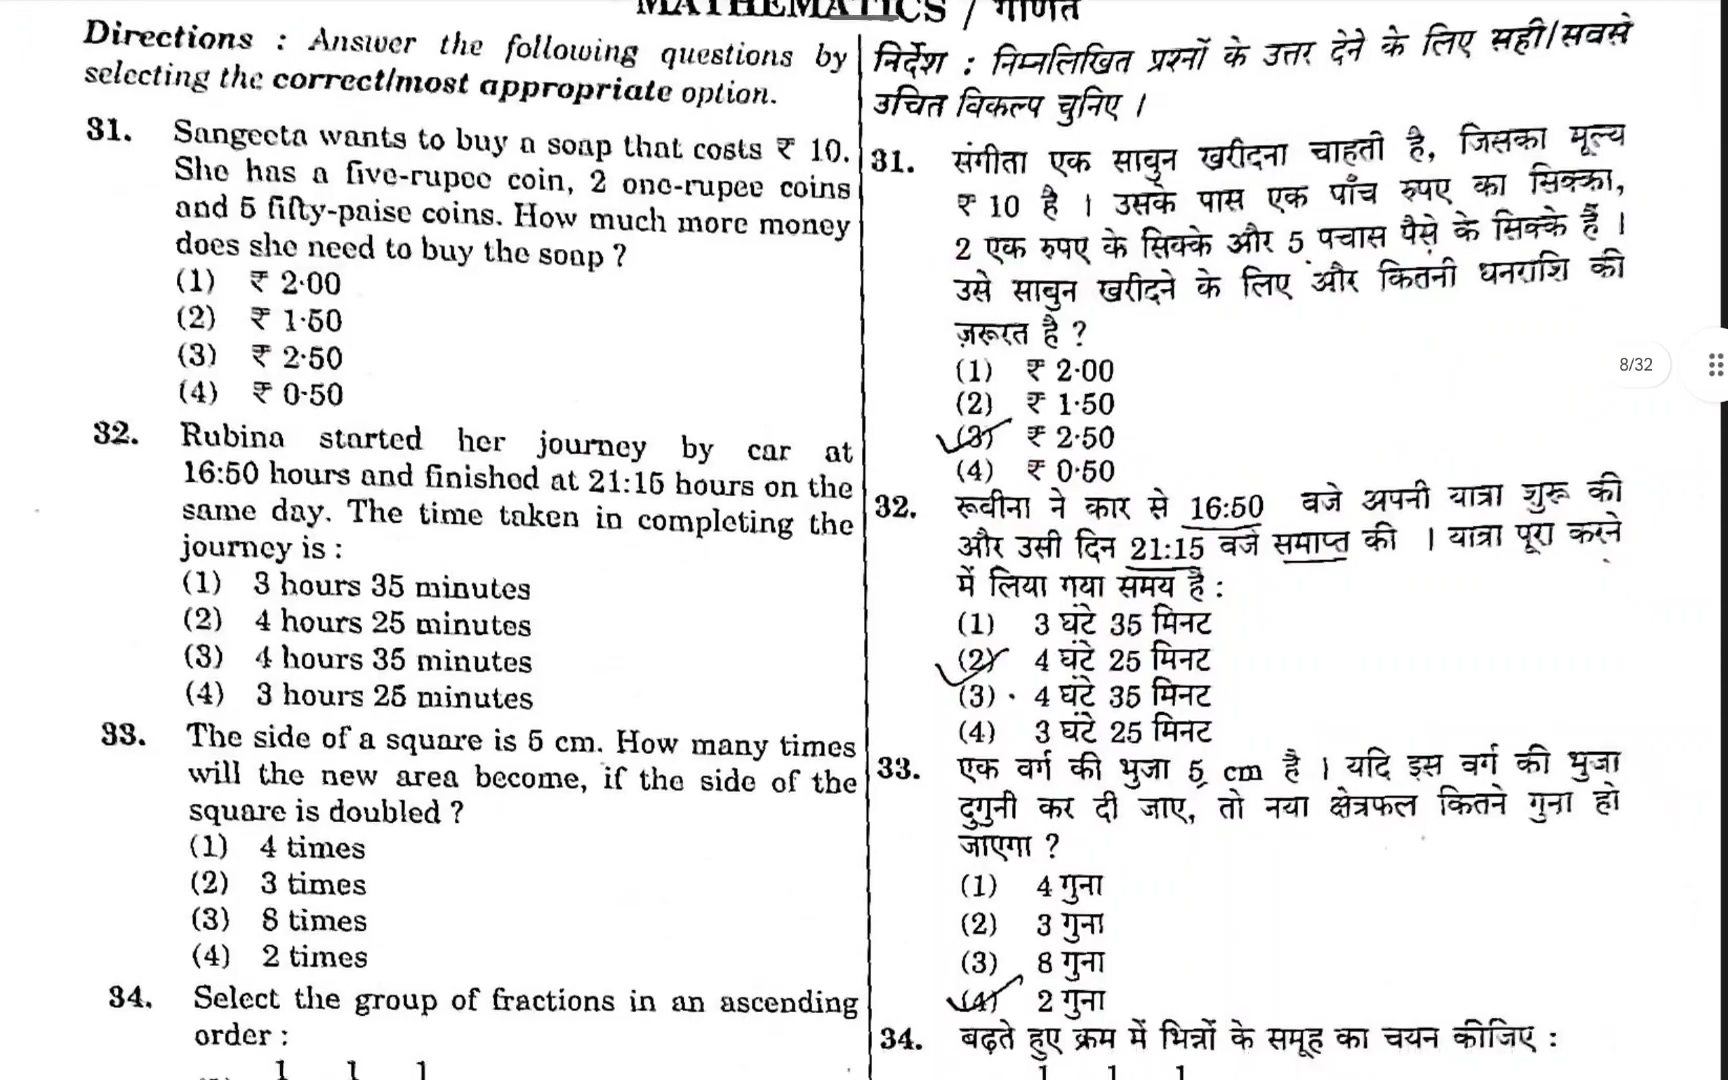 MATHEMATICS / गणित
Directions : Answer the following questions by
selecting the correct/most appropriate option.
31. Sangeeta wants to buy a soap that costs ₹ 10.
She has a five-rupee coin, 2 one-rupee coins
and 5 fifty-paise coins. How much more money
does she need to buy the soap ?
(1) ₹ 2·00
(2) ₹ 1·50
(3) ₹ 2·50
(4) ₹ 0·50
32. Rubina started her journey by car at
16:50 hours and finished at 21:15 hours on the
same day. The time taken in completing the
journey is :
(1) 3 hours 35 minutes
(2) 4 hours 25 minutes
(3) 4 hours 35 minutes
(4) 3 hours 25 minutes
33. The side of a square is 5 cm. How many times
will the new area become, if the side of the
square is doubled ?
(1) 4 times
(2) 3 times
(3) 8 times
(4) 2 times
34. Select the group of fractions in an ascending
order :
1 1 1
निर्देश : निम्नलिखित प्रश्नों के उत्तर देने के लिए सही/सबसे
उचित विकल्प चुनिए ।
31. संगीता एक साबुन खरीदना चाहती है, जिसका मूल्य
₹ 10 है । उसके पास एक पाँच रुपए का सिक्का,
2 एक रुपए के सिक्के और 5 पचास पैसे के सिक्के हैं ।
उसे साबुन खरीदने के लिए और कितनी धनराशि की
ज़रूरत है ?
(1) ₹ 2·00
(2) ₹ 1·50
(3) ₹ 2·50
(4) ₹ 0·50
32. रूबीना ने कार से 16:50 बजे अपनी यात्रा शुरू की
और उसी दिन 21:15 बजे समाप्त की । यात्रा पूरा करने
में लिया गया समय है :
(1) 3 घंटे 35 मिनट
(2) 4 घंटे 25 मिनट
(3) 4 घंटे 35 मिनट
(4) 3 घंटे 25 मिनट
33. एक वर्ग की भुजा 5 cm है । यदि इस वर्ग की भुजा
दुगुनी कर दी जाए, तो नया क्षेत्रफल कितने गुना हो
जाएगा ?
(1) 4 गुना
(2) 3 गुना
(3) 8 गुना
(4) 2 गुना
34. बढ़ते हुए क्रम में भिन्नों के समूह का चयन कीजिए :
1 1 1
8/32